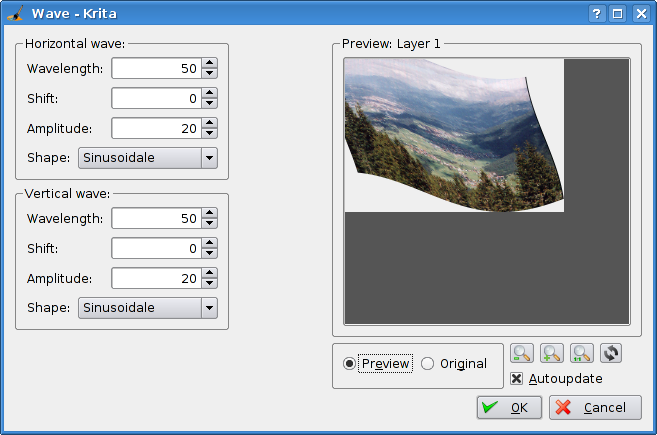 Wave - Krita
Horizontal wave:
Wavelength: 50
Shift: 0
Amplitude: 20
Shape: Sinusoidale
Vertical wave:
Wavelength: 50
Shift: 0
Amplitude: 20
Shape: Sinusoidale
Preview: Layer 1
Preview Original
Autoupdate
OK Cancel